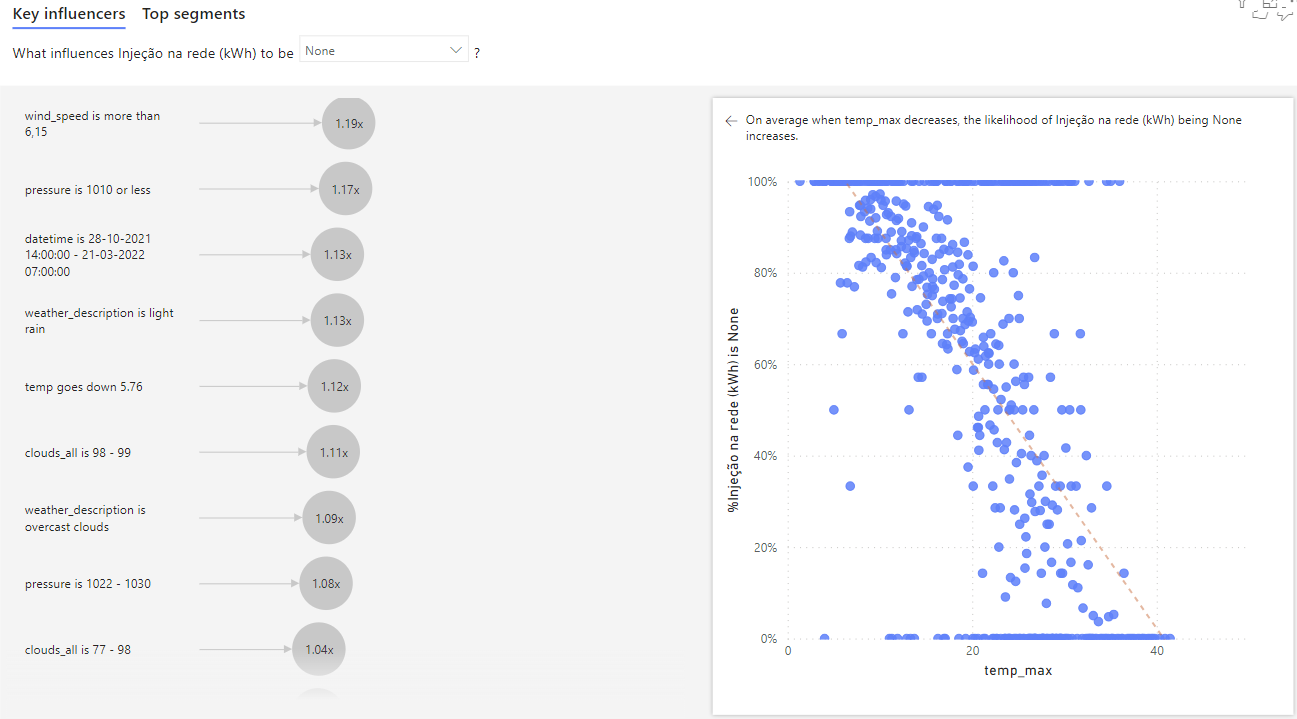 Key influencers Top segments
What influences Injeção na rede (kWh) to be None ?
wind_speed is more than
6,15
1.19x
pressure is 1010 or less
1.17x
datetime is 28-10-2021
14:00:00 - 21-03-2022
07:00:00
1.13x
weather_description is light
rain
1.13x
temp goes down 5.76
1.12x
clouds_all is 98 - 99
1.11x
weather_description is
overcast clouds
1.09x
pressure is 1022 - 1030
1.08x
clouds_all is 77 - 98
1.04x
On average when temp_max decreases, the likelihood of Injeção na rede (kWh) being None
increases.
%Injeção na rede (kWh) is None
100%
80%
60%
40%
20%
0%
0 20 40
temp_max